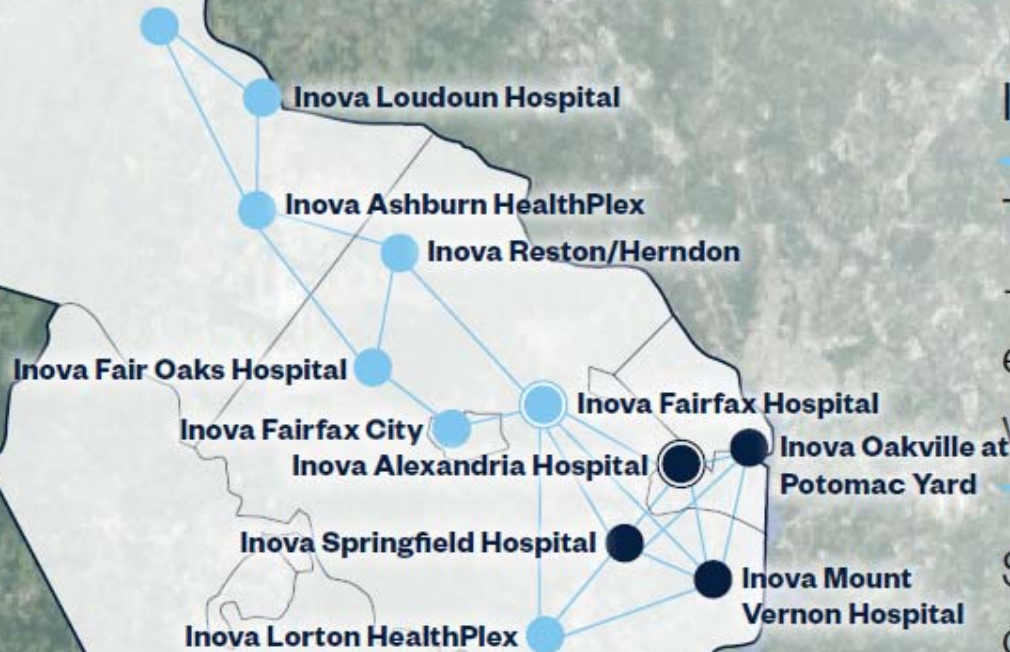 Inova Loudoun Hospital
Inova Ashburn HealthPlex
Inova Reston/Herndon
Inova Fair Oaks Hospital
Inova Fairfax Hospital
Inova Fairfax City
Inova Oakville at
Potomac Yard
Inova Alexandria Hospital
Inova Springfield Hospital
Inova Mount
Vernon Hospital
Inova Lorton HealthPlex